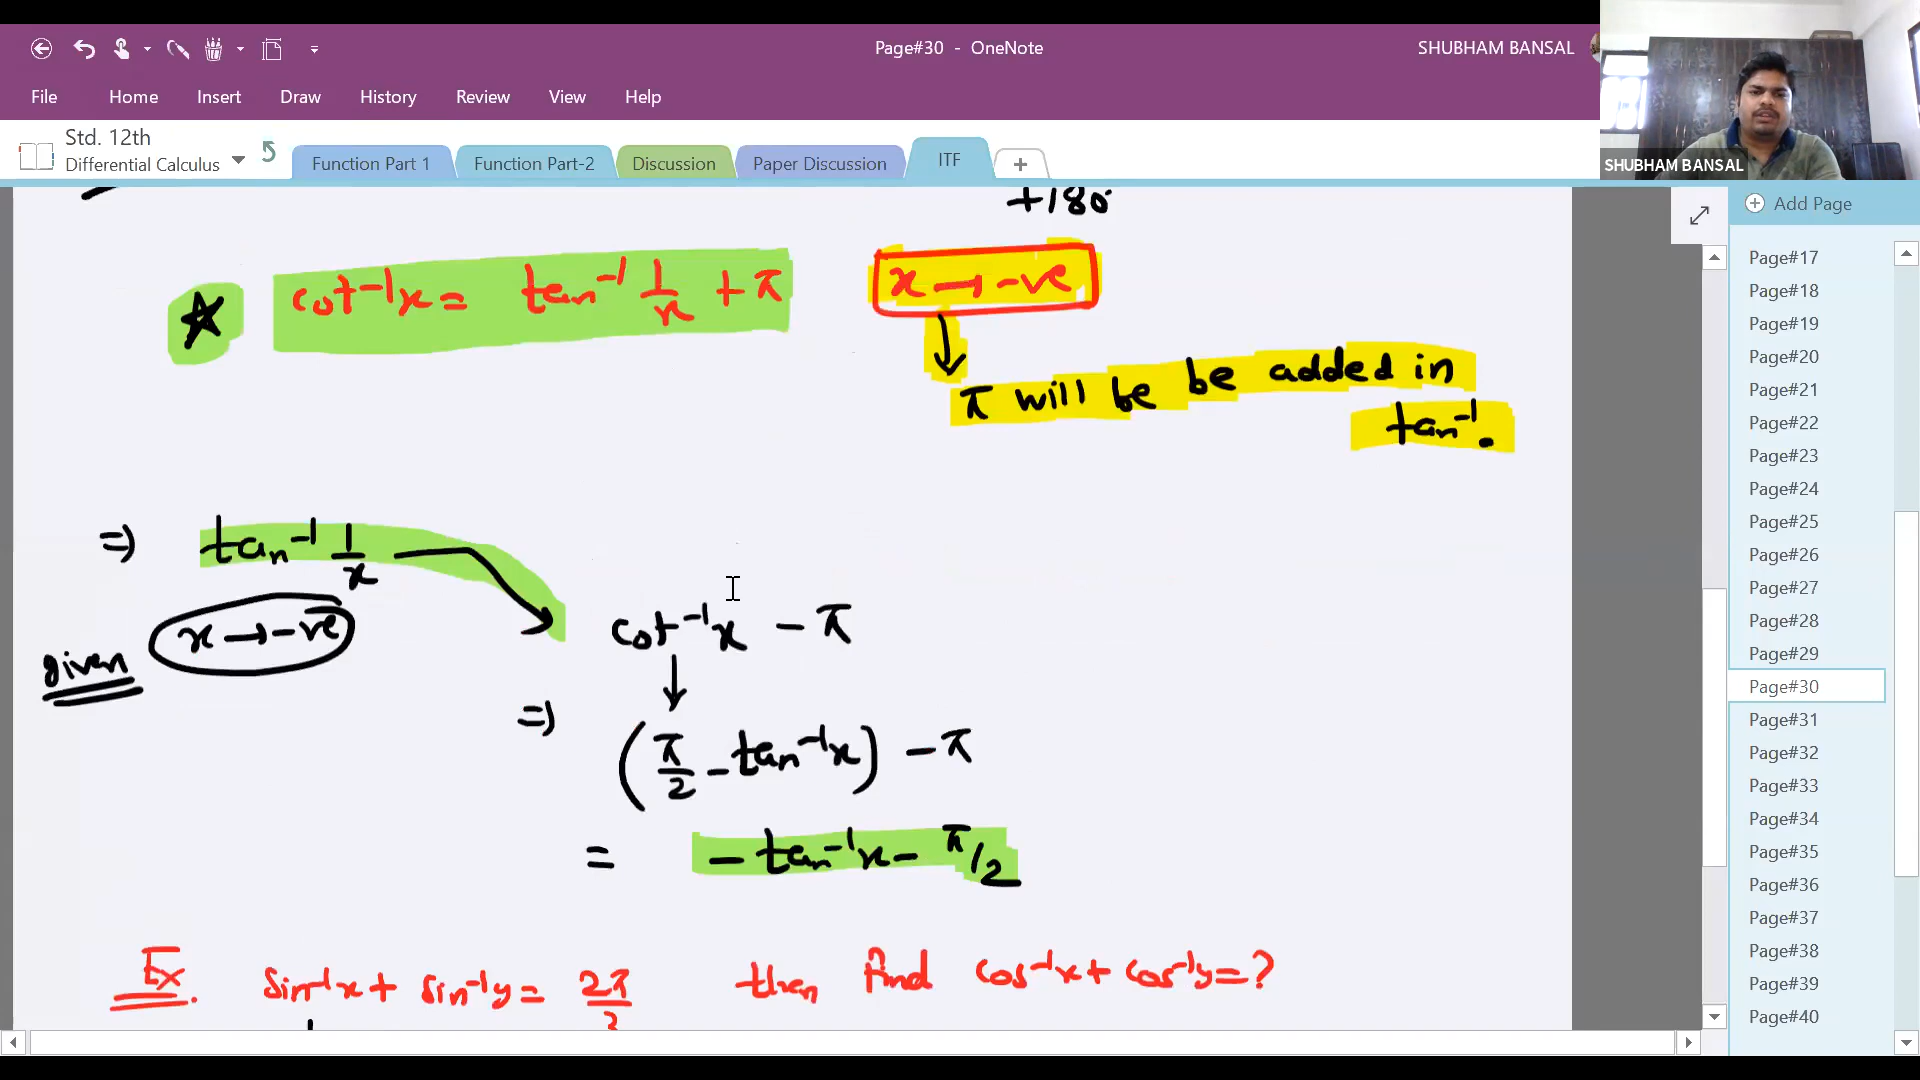 Page#30 - OneNote
SHUBHAM BANSAL
File Home Insert Draw History Review View Help
Std. 12th
Differential Calculus
Function Part 1
Function Part-2
Discussion
Paper Discussion
ITF
SHUBHAM BANSAL
Add Page
+180
cot⁻¹x = tan⁻¹ 1/x + π
x → -ve
π will be be added in
tan⁻¹.
⇒ tan⁻¹ 1/x
x → -ve
given
cot⁻¹x - π
⇒ (π/2 - tan⁻¹x) - π
= - tan⁻¹x - π/2
Ex. Sin⁻¹x + sin⁻¹y = 2π/3 then find cos⁻¹x + cos⁻¹y = ?
Page#17
Page#18
Page#19
Page#20
Page#21
Page#22
Page#23
Page#24
Page#25
Page#26
Page#27
Page#28
Page#29
Page#30
Page#31
Page#32
Page#33
Page#34
Page#35
Page#36
Page#37
Page#38
Page#39
Page#40